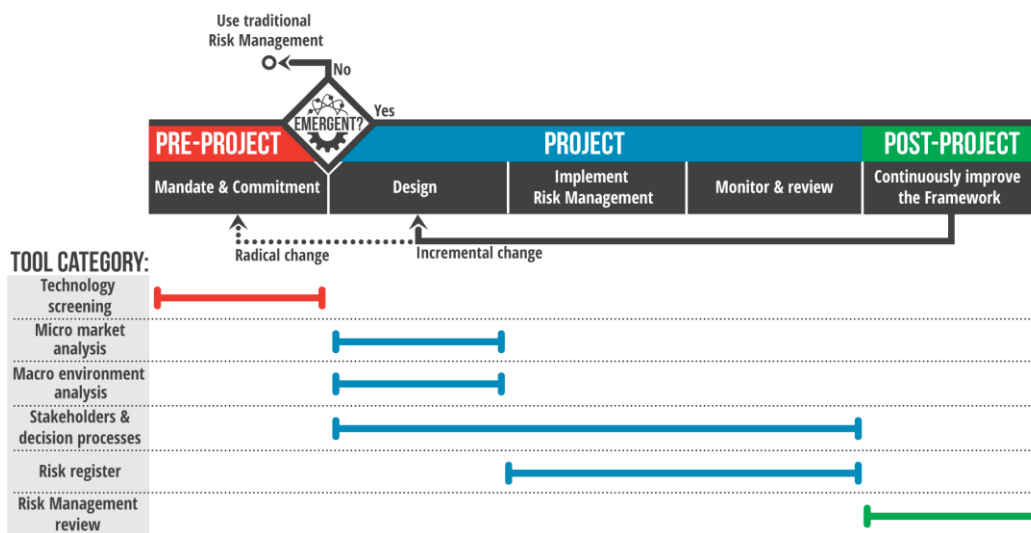 Use traditional
Risk Management
No
Yes
EMERGENT?
PRE-PROJECT
PROJECT
POST-PROJECT
Mandate & Commitment
Design
Implement
Risk Management
Monitor & review
Continuously improve
the Framework
Radical change
Incremental change
TOOL CATEGORY:
Technology
screening
Micro market
analysis
Macro environment
analysis
Stakeholders &
decision processes
Risk register
Risk Management
review